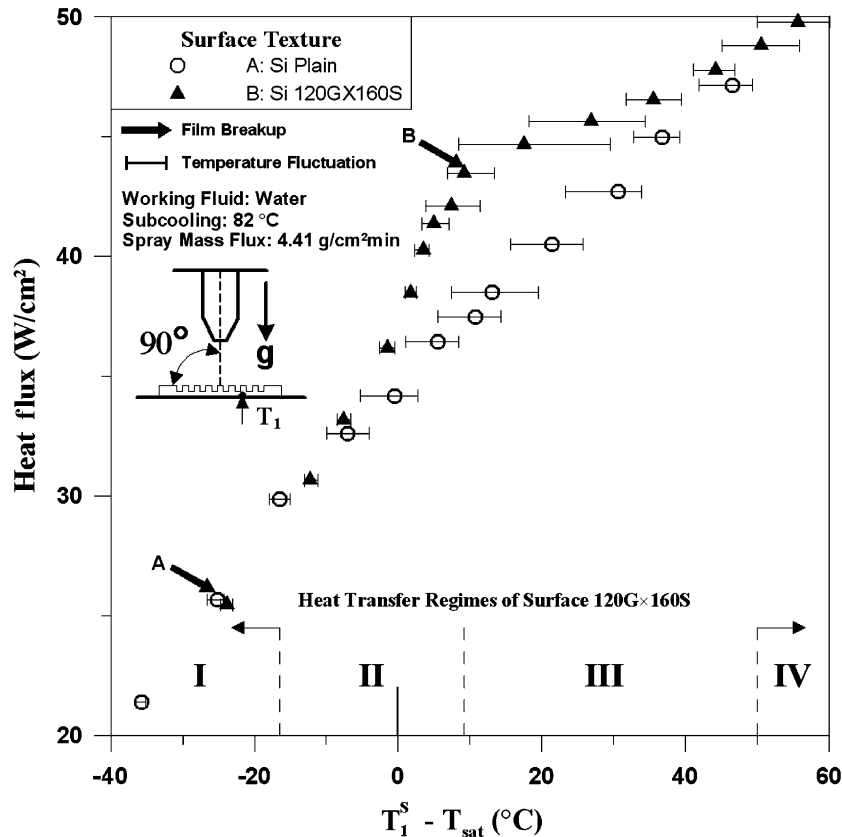 50
40
30
20
Heat flux (W/cm²)
Surface Texture
A: Si Plain
B: Si 120GX160S
Film Breakup
Temperature Fluctuation
Working Fluid: Water
Subcooling: 82 °C
Spray Mass Flux: 4.41 g/cm²min
90°
g
T₁
B
A
Heat Transfer Regimes of Surface 120G×160S
I II III IV
-40 -20 0 20 40 60
T₁ˢ - Tsat (°C)